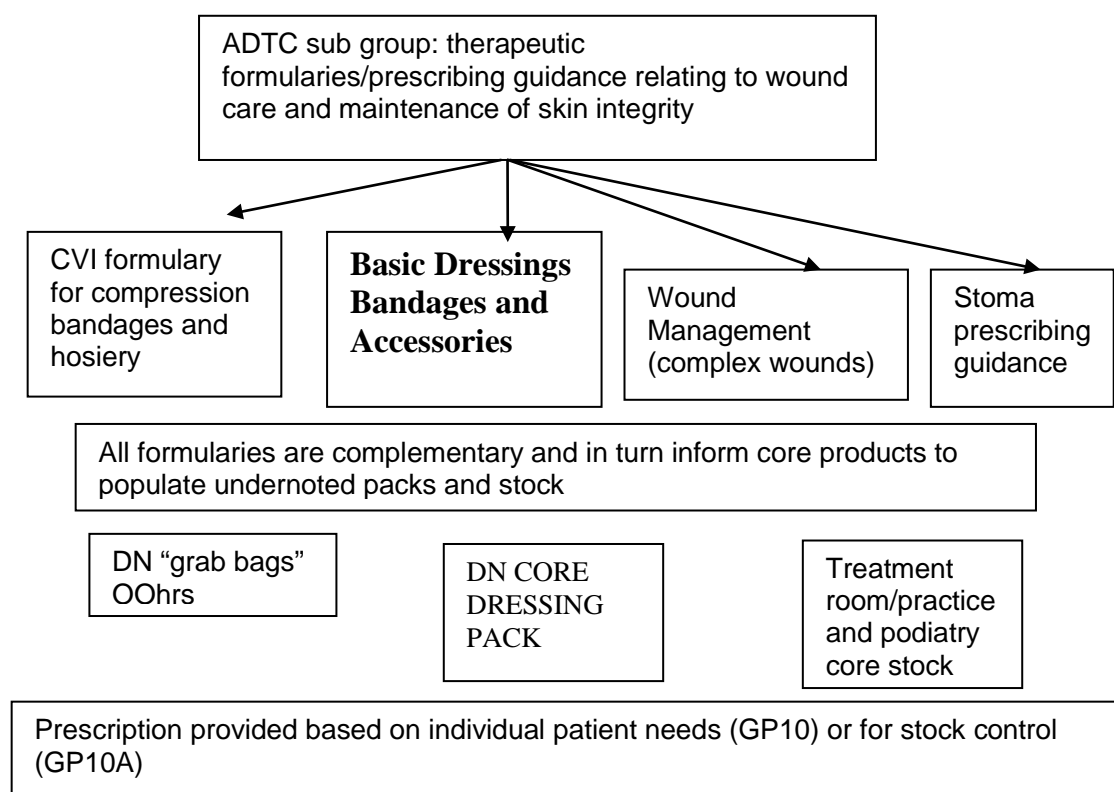 ADTC sub group: therapeutic
formularies/prescribing guidance relating to wound
care and maintenance of skin integrity
CVI formulary
for compression
bandages and
hosiery
Basic Dressings
Bandages and
Accessories
Wound
Management
(complex wounds)
Stoma
prescribing
guidance
All formularies are complementary and in turn inform core products to
populate undernoted packs and stock
DN “grab bags”
OOhrs
DN CORE
DRESSING
PACK
Treatment
room/practice
and podiatry
core stock
Prescription provided based on individual patient needs (GP10) or for stock control
(GP10A)